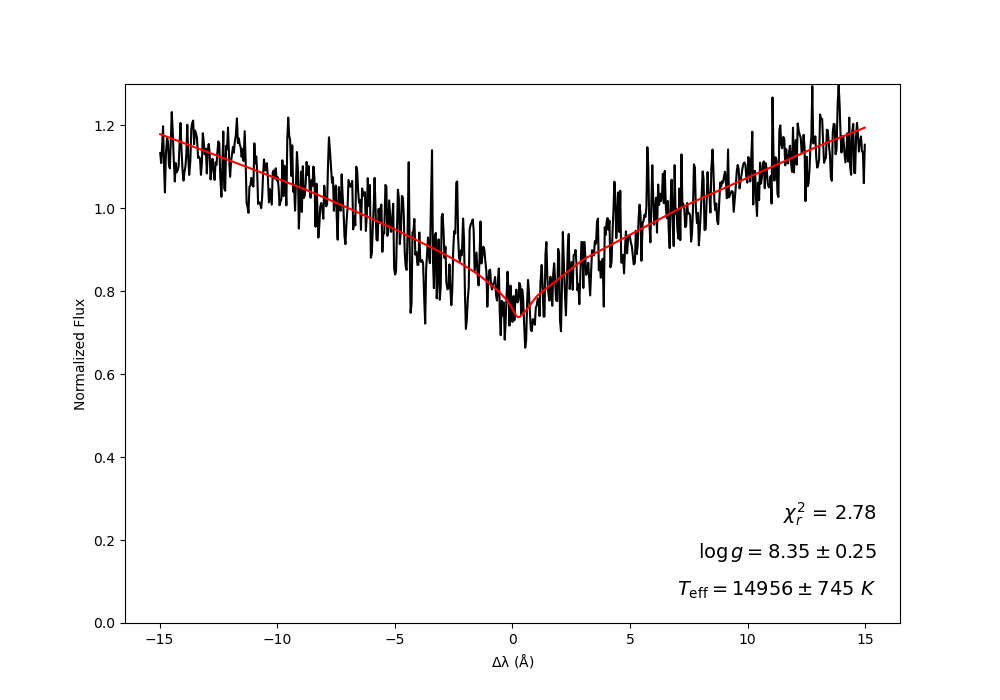 1.2
1.0
0.8
0.6
0.4
0.2
0.0
Normalized Flux
χ²ᵣ = 2.78
log g = 8.35 ± 0.25
T_eff = 14956 ± 745 K
−15 −10 −5 0 5 10 15
Δλ (Å)